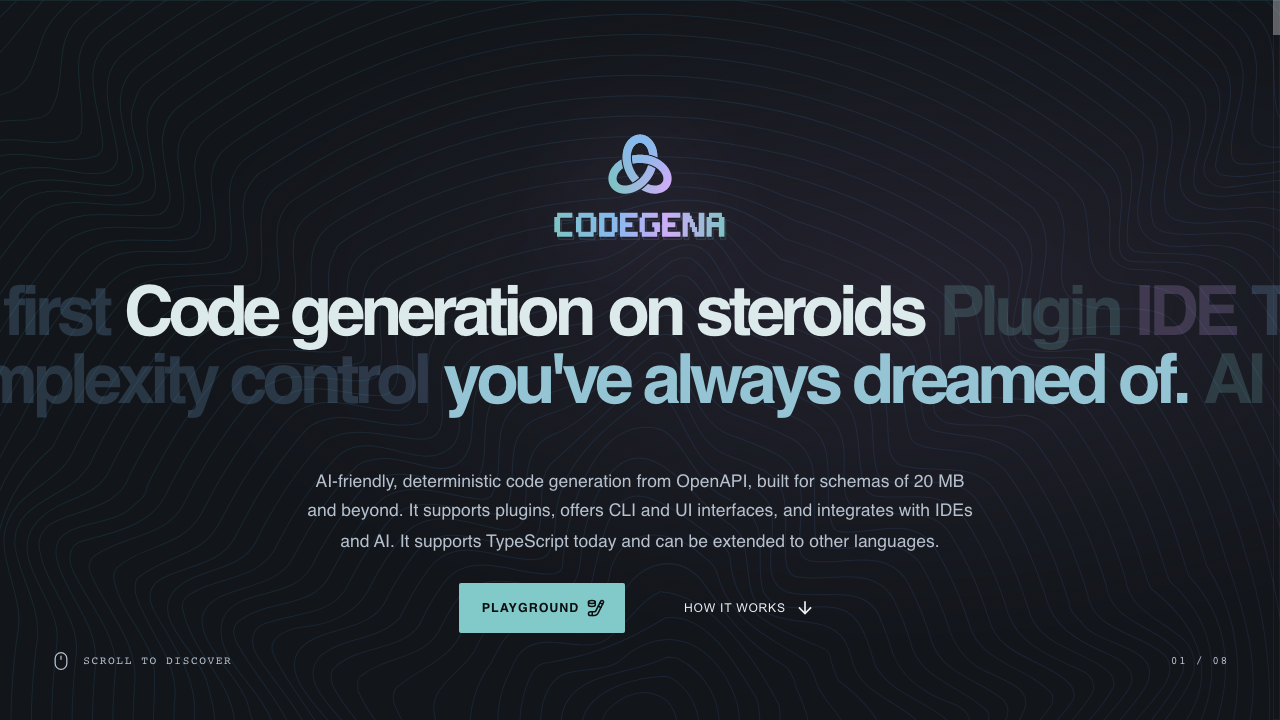 CODEGENA
first Code generation on steroids Plugin IDE
control you've always dreamed of. AI
AI-friendly, deterministic code generation from OpenAPI, built for schemas of 20 MB
and beyond. It supports plugins, offers CLI and UI interfaces, and integrates with IDEs
and AI. It supports TypeScript today and can be extended to other languages.
PLAYGROUND
HOW IT WORKS
SCROLL TO DISCOVER
01 / 08